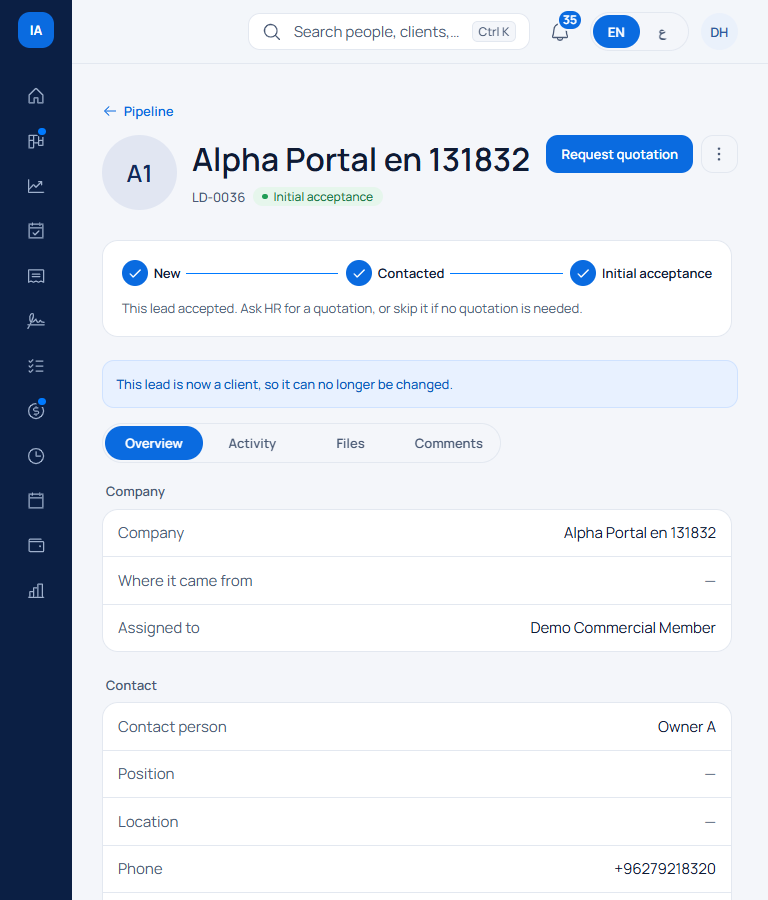 IA
Search people, clients,...
Ctrl K
35
EN
ع
DH
Pipeline
A1
Alpha Portal en 131832
Request quotation
LD-0036
Initial acceptance
New
Contacted
Initial acceptance
This lead accepted. Ask HR for a quotation, or skip it if no quotation is needed.
This lead is now a client, so it can no longer be changed.
Overview
Activity
Files
Comments
Company
Company
Alpha Portal en 131832
Where it came from
—
Assigned to
Demo Commercial Member
Contact
Contact person
Owner A
Position
—
Location
—
Phone
+96279218320